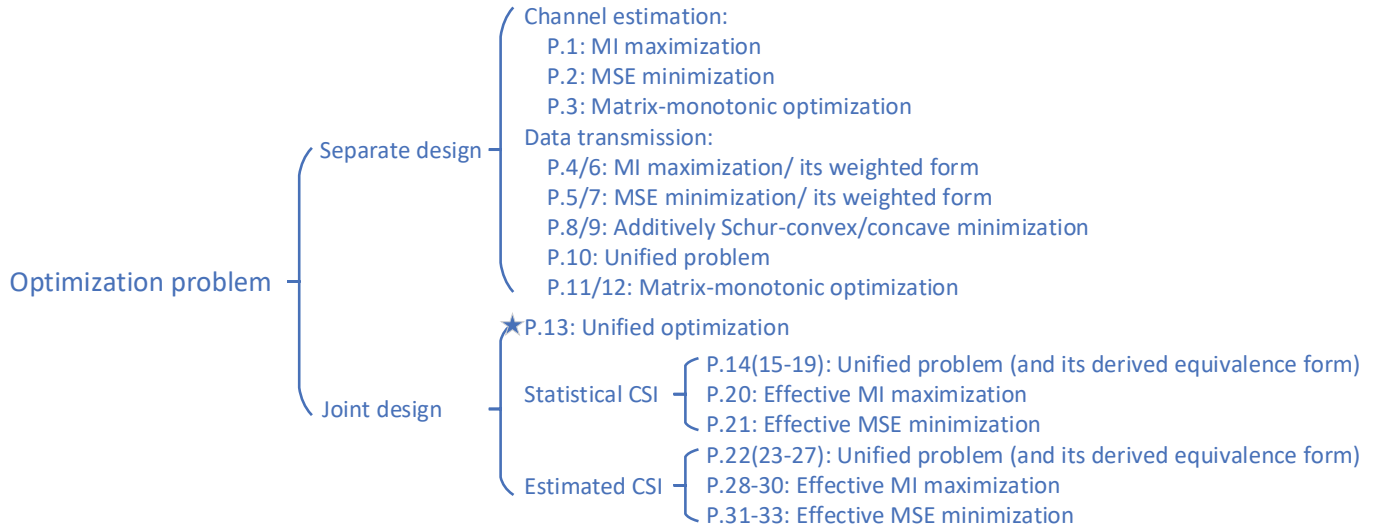 Optimization problem
Separate design
Channel estimation:
P.1: MI maximization
P.2: MSE minimization
P.3: Matrix-monotonic optimization
Data transmission:
P.4/6: MI maximization/ its weighted form
P.5/7: MSE minimization/ its weighted form
P.8/9: Additively Schur-convex/concave minimization
P.10: Unified problem
P.11/12: Matrix-monotonic optimization
Joint design
P.13: Unified optimization
Statistical CSI
P.14(15-19): Unified problem (and its derived equivalence form)
P.20: Effective MI maximization
P.21: Effective MSE minimization
Estimated CSI
P.22(23-27): Unified problem (and its derived equivalence form)
P.28-30: Effective MI maximization
P.31-33: Effective MSE minimization